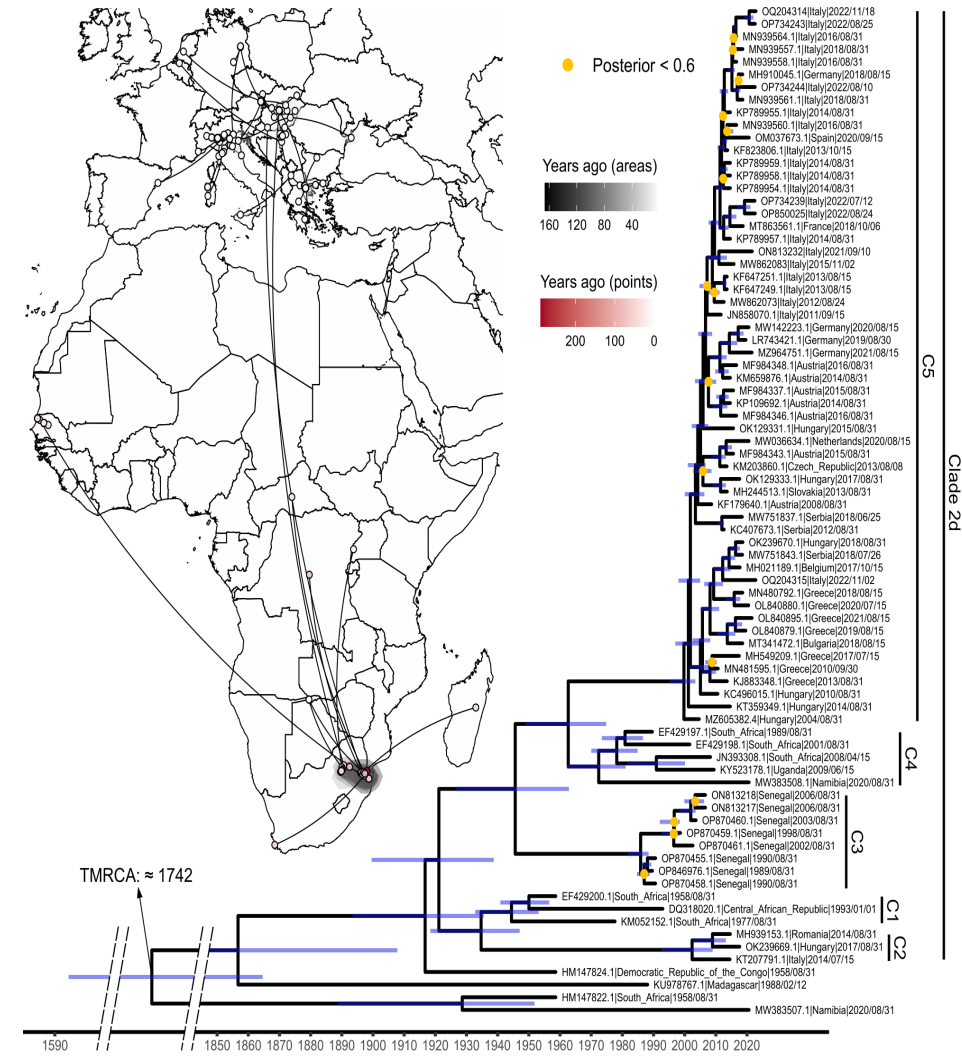 Posterior < 0.6
Years ago (areas)
160 120 80 40
Years ago (points)
200 100 0
OQ204314|Italy|2022/11/18
OP734243|Italy|2022/08/25
MN939564.1|Italy|2016/08/31
MN939557.1|Italy|2018/08/31
MN939558.1|Italy|2016/08/31
MH910045.1|Germany|2018/08/15
OP734244|Italy|2022/08/10
MN939561.1|Italy|2018/08/31
KP789955.1|Italy|2014/08/31
MN939560.1|Italy|2016/08/31
OM037673.1|Spain|2020/09/15
KF823806.1|Italy|2013/10/15
KP789959.1|Italy|2014/08/31
KP789958.1|Italy|2014/08/31
KP789954.1|Italy|2014/08/31
OP734239|Italy|2022/07/12
OP850025|Italy|2022/08/24
MT863561.1|France|2018/10/06
KP789957.1|Italy|2014/08/31
ON813232|Italy|2021/09/10
MW862083|Italy|2015/11/02
KF647251.1|Italy|2013/08/15
KF647249.1|Italy|2013/08/15
MW862073|Italy|2012/08/24
JN858070.1|Italy|2011/09/15
MW142223.1|Germany|2020/08/15
LR743421.1|Germany|2019/08/30
MZ964751.1|Germany|2021/08/15
MF984348.1|Austria|2016/08/31
KM659876.1|Austria|2014/08/31
MF984337.1|Austria|2015/08/31
KP109692.1|Austria|2014/08/31
MF984346.1|Austria|2016/08/31
OK129331.1|Hungary|2015/08/31
MW036634.1|Netherlands|2020/08/15
MF984343.1|Austria|2015/08/31
KM203860.1|Czech_Republic|2013/08/08
OK129333.1|Hungary|2017/08/31
MH244513.1|Slovakia|2013/08/31
KF179640.1|Austria|2008/08/31
MW751837.1|Serbia|2018/06/25
KC407673.1|Serbia|2012/08/31
OK239670.1|Hungary|2018/08/31
MW751843.1|Serbia|2018/07/26
MH021189.1|Belgium|2017/10/15
OQ204315|Italy|2022/11/02
MN480792.1|Greece|2018/08/15
OL840880.1|Greece|2020/07/15
OL840895.1|Greece|2021/08/15
OL840879.1|Greece|2019/08/15
MT341472.1|Bulgaria|2018/08/15
MH549209.1|Greece|2017/07/15
MN481595.1|Greece|2010/09/30
KJ883348.1|Greece|2013/08/31
KC496015.1|Hungary|2010/08/31
KT359349.1|Hungary|2014/08/31
MZ605382.4|Hungary|2004/08/31
EF429197.1|South_Africa|1989/08/31
EF429198.1|South_Africa|2001/08/31
JN393308.1|South_Africa|2008/04/15
KY523178.1|Uganda|2009/06/15
MW383508.1|Namibia|2020/08/31
ON813218|Senegal|2006/08/31
ON813217|Senegal|2006/08/31
OP870460.1|Senegal|2003/08/31
OP870459.1|Senegal|1998/08/31
OP870461.1|Senegal|2002/08/31
OP870455.1|Senegal|1990/08/31
OP846976.1|Senegal|1989/08/31
OP870458.1|Senegal|1990/08/31
EF429200.1|South_Africa|1958/08/31
DQ318020.1|Central_African_Republic|1993/01/01
KM052152.1|South_Africa|1977/08/31
MH939153.1|Romania|2014/08/31
OK239669.1|Hungary|2017/08/31
KT207791.1|Italy|2014/07/15
HM147824.1|Democratic_Republic_of_the_Congo|1958/08/31
KU978767.1|Madagascar|1988/02/12
HM147822.1|South_Africa|1958/08/31
MW383507.1|Namibia|2020/08/31
C5
C4
C3
C1
C2
Clade 2d
TMRCA: ≈ 1742
1590 1850 1860 1870 1880 1890 1900 1910 1920 1930 1940 1950 1960 1970 1980 1990 2000 2010 2020